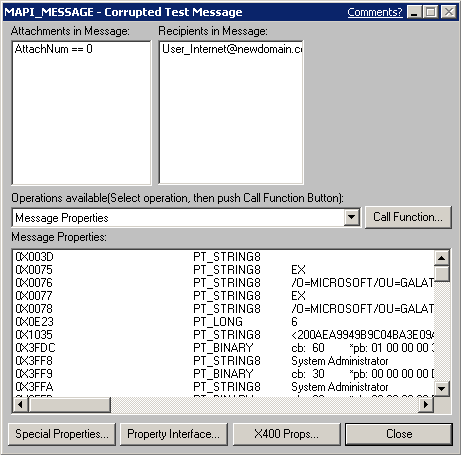 MAPI_MESSAGE - Corrupted Test Message Comments?
Attachments in Message: Recipients in Message:
AttachNum == 0 User_Internet@newdomain.c
Operations available(Select operation, then push Call Function Button):
Message Properties Call Function...
Message Properties:
0X003D PT_STRING8
0X0075 PT_STRING8 EX
0X0076 PT_STRING8 /O=MICROSOFT/OU=GALAT
0X0077 PT_STRING8 EX
0X0078 PT_STRING8 /O=MICROSOFT/OU=GALAT
0X0E23 PT_LONG 6
0X1035 PT_STRING8 <200AEA9949B9C04BA3E09A
0X3FDC PT_BINARY cb: 60 *pb: 01 00 00 00 3
0X3FF8 PT_STRING8 System Administrator
0X3FF9 PT_BINARY cb: 30 *pb: 00 00 00 00 D
0X3FFA PT_STRING8 System Administrator
Special Properties... Property Interface... X400 Props... Close